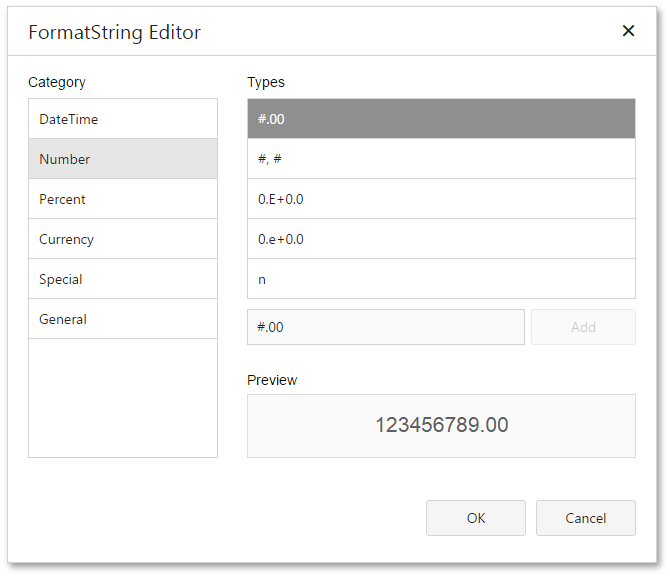 FormatString Editor
Category
DateTime
Number
Percent
Currency
Special
General
Types
#.00
#, #
0.E+0.0
0.e+0.0
n
#.00
Add
Preview
123456789.00
OK
Cancel